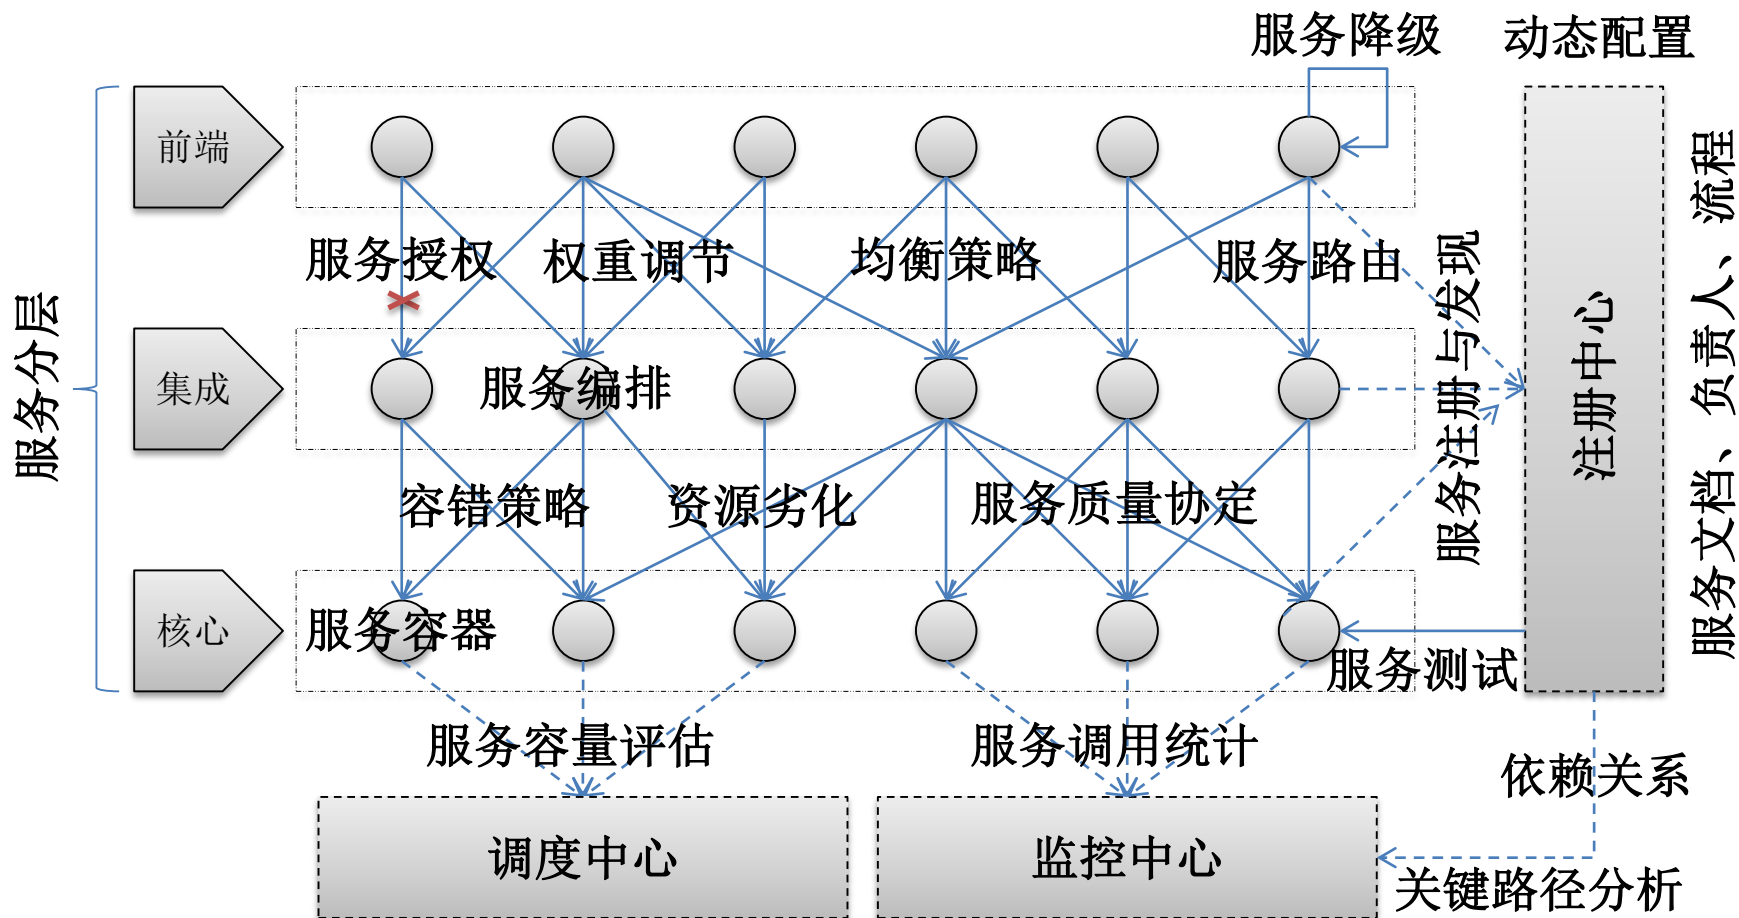 服务降级
动态配置
前端
服务授权
权重调节
均衡策略
服务路由
服务分层
集成
服务编排
服务注册与发现
注册中心
服务文档、负责人、流程
容错策略
资源劣化
服务质量协定
核心
服务容器
服务测试
服务容量评估
服务调用统计
依赖关系
调度中心
监控中心
关键路径分析